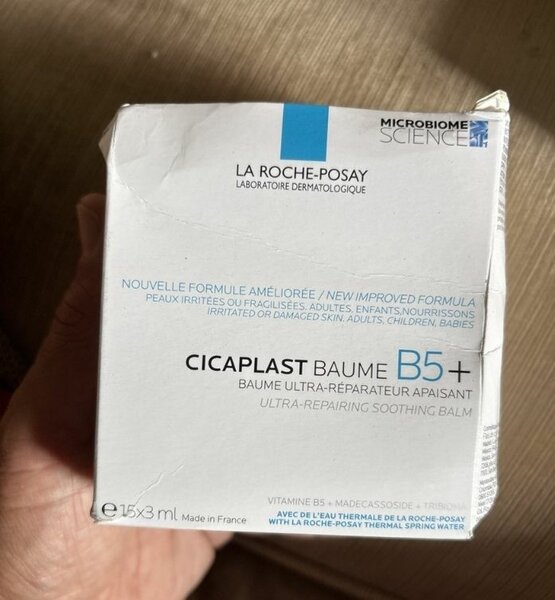 MICROBIOME
SCIENCE
LA ROCHE-POSAY
LABORATOIRE DERMATOLOGIQUE
NOUVELLE FORMULE AMÉLIORÉE / NEW IMPROVED FORMULA
PEAUX IRRITÉES OU FRAGILISÉES. ADULTES, ENFANTS, NOURRISSONS
IRRITATED OR DAMAGED SKIN. ADULTS, CHILDREN, BABIES
CICAPLAST BAUME B5+
BAUME ULTRA-RÉPARATEUR APAISANT
ULTRA-REPAIRING SOOTHING BALM
VITAMINE B5 + MADECASSOSIDE +
AVEC DE L'EAU THERMALE DE LA ROCHE-POSAY
WITH LA ROCHE-POSAY THERMAL SPRING WATER
e 15x3 ml Made in France